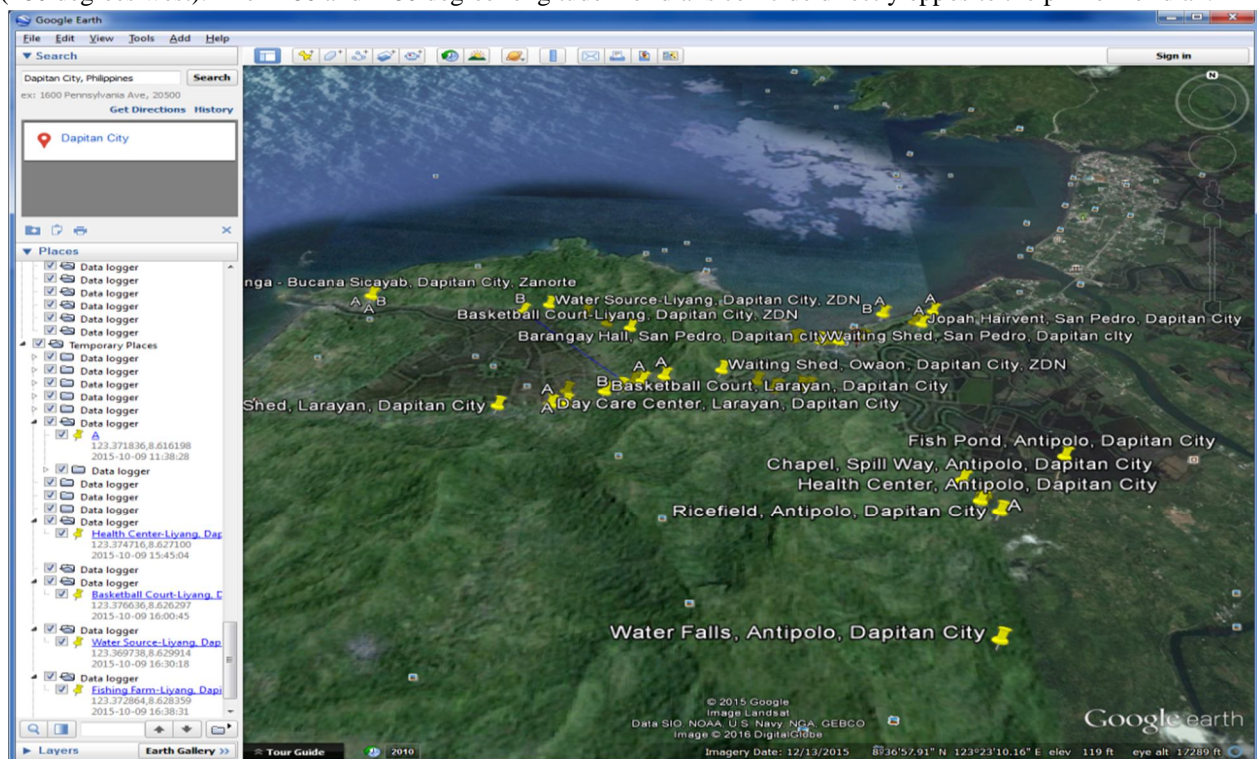 Google Earth
File Edit View Tools Add Help
Search
Sign in
Dapitan City, Philippines
Search
ex: 1600 Pennsylvania Ave, 20500
Get Directions History
Dapitan City
Places
Data logger
Data logger
Data logger
Data logger
Data logger
Data logger
Temporary Places
Data logger
Data logger
Data logger
Data logger
Data logger
Data logger
A
123.371836,8.616198
2015-10-09 11:38:28
Data logger
Data logger
Data logger
Data logger
Data logger
Health Center-Liyang, Dap
123.374716,8.627100
2015-10-09 15:45:04
Data logger
Data logger
Basketball Court-Liyang, D
123.376636,8.626297
2015-10-09 16:00:45
Data logger
Water Source-Liyang, Dap
123.369738,8.629914
2015-10-09 16:30:18
Data logger
Fishing Farm-Liyang, Dapi
123.372864,8.628359
2015-10-09 16:38:31
Layers
Earth Gallery >>
N
nga - Bucana Sicayab, Dapitan City, Zanorte
A B
A
B
Water Source-Liyang, Dapitan City, ZDN
A
B
A
A
Basketball Court-Liyang, Dapitan City, ZDN
Jopah Hairvent, San Pedro, Dapitan City
Barangay Hall, San Pedro, Dapitan cIty
Waiting Shed, San Pedro, Dapitan cIty
A A
Waiting Shed, Owaon, Dapitan City, ZDN
A
B
Basketball Court, Larayan, Dapitan City
Shed, Larayan, Dapitan City
A
Day Care Center, Larayan, Dapitan City
Fish Pond, Antipolo, Dapitan City
Chapel, Spill Way, Antipolo, Dapitan City
Health Center, Antipolo, Dapitan City
Ricefield, Antipolo, Dapitan City
A
Water Falls, Antipolo, Dapitan City
© 2015 Google
Image Landsat
Data SIO, NOAA, U.S. Navy, NGA, GEBCO
Image © 2016 DigitalGlobe
Google earth
Tour Guide
2010
Imagery Date: 12/13/2015 8°36'57.91" N 123°23'10.16" E elev 119 ft eye alt 17289 ft